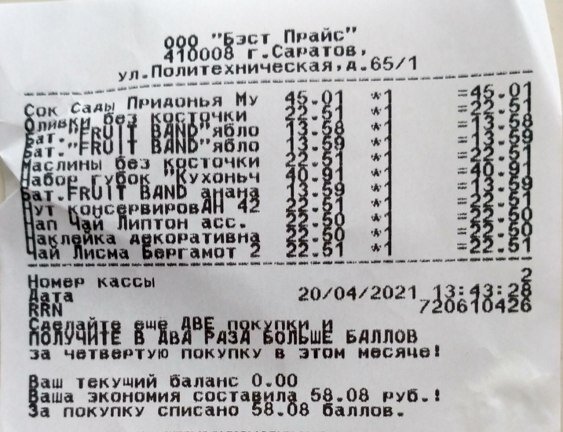 ООО "Бэст Прайс"
410008 г.Саратов,
ул.Политехническая,д.65/1
Сок Сады Придонья Му 45.01 *1 =45.01
Оливки без косточки 22.51 *1 =22.51
Бат."FRUIT BAND"ябло 13.58 *1 =13.58
Бат."FRUIT BAND"ябло 13.59 *1 =13.59
Маслины без косточки 22.51 *1 =22.51
Набор губок "Кухоньч 40.91 *1 =40.91
Бат.FRUIT BAND анана 13.59 *1 =13.59
Нут консервировАН 42 22.51 *1 =22.51
Нап Чай Липтон асс. 22.50 *1 =22.50
Наклейка декоративна 22.50 *1 =22.50
Чай Лисма Бергамот 2 22.51 *1 =22.51
Номер кассы 2
Дата 20/04/2021 13:43:28
RRN 720610426
Сделайте еще ДВЕ покупки и
ПОЛУЧИТЕ В ДВА РАЗА БОЛЬШЕ БАЛЛОВ
за четвертую покупку в этом месяце!
Ваш текущий баланс 0.00
Ваша экономия составила 58.08 руб.!
За покупку списано 58.08 баллов.